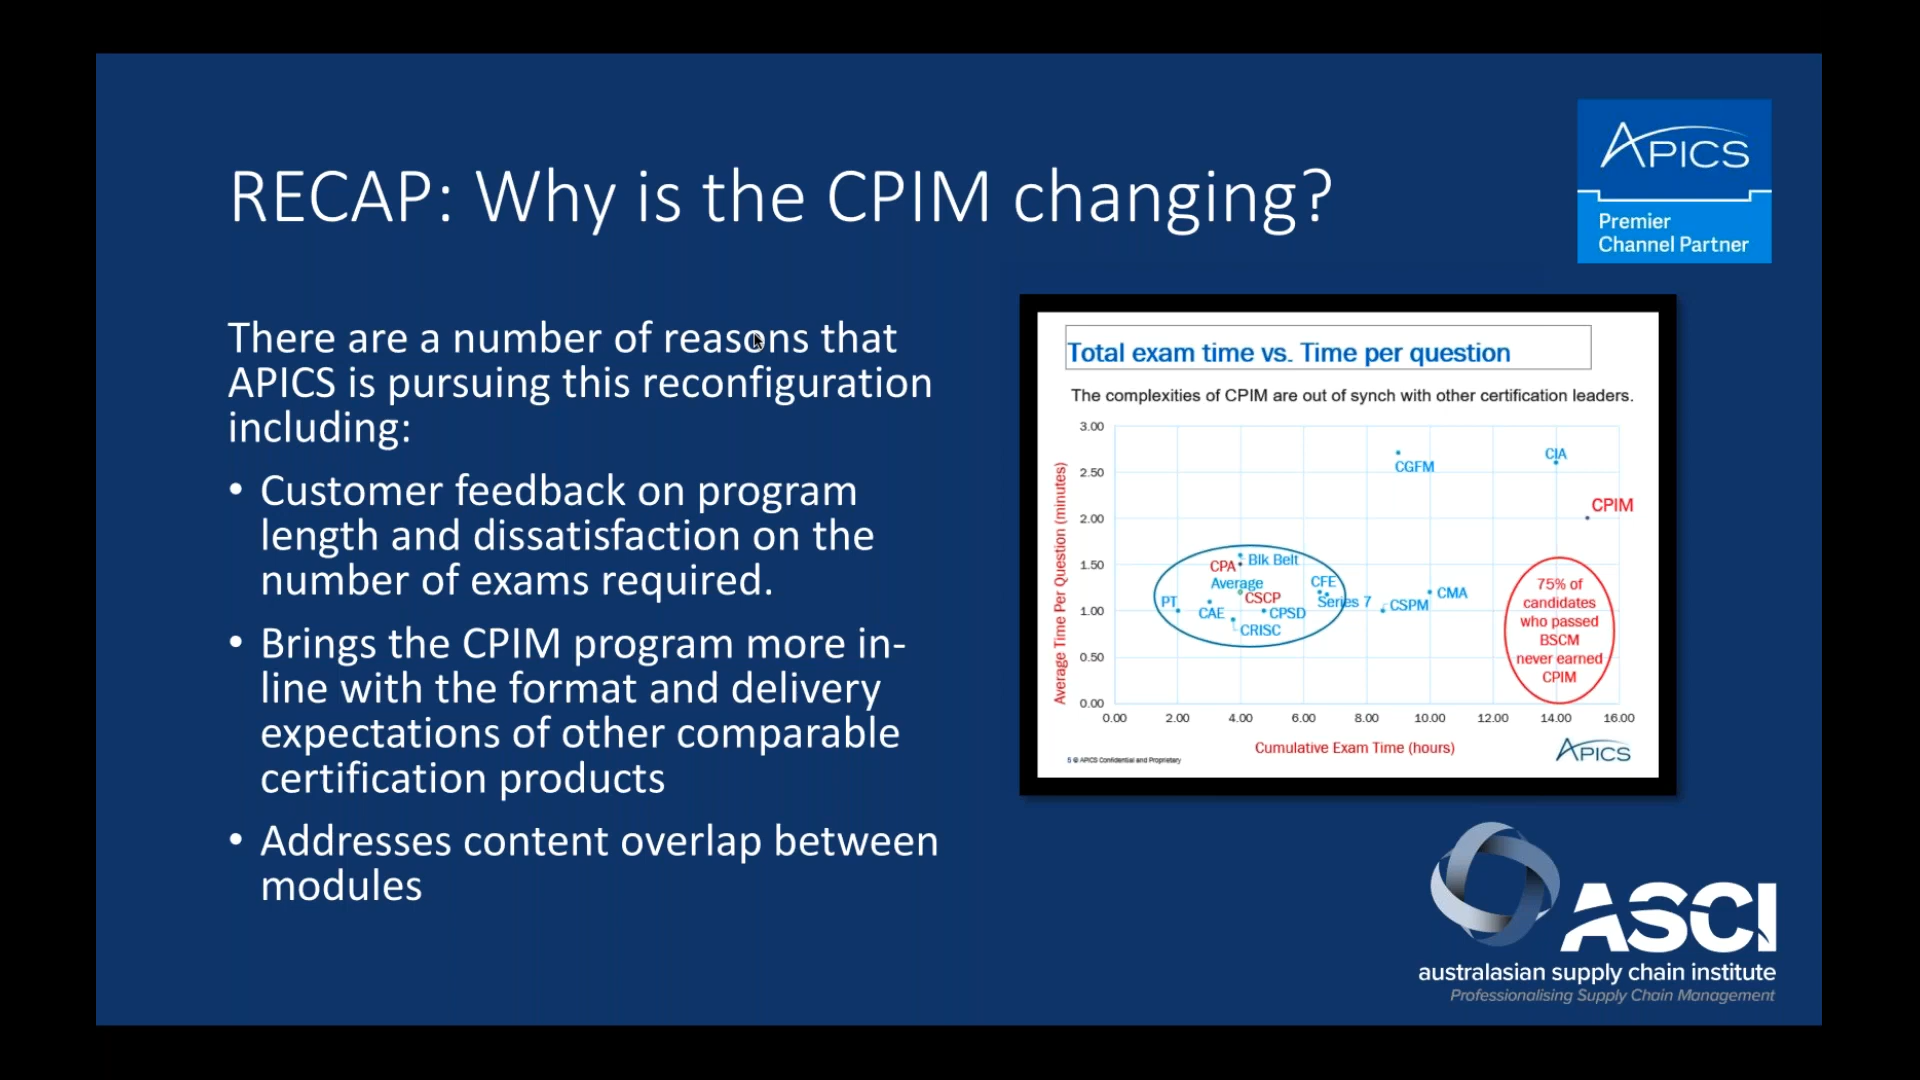 RECAP: Why is the CPIM changing?
APICS
Premier
Channel Partner
There are a number of reasons that
APICS is pursuing this reconfiguration
including:
• Customer feedback on program
length and dissatisfaction on the
number of exams required.
• Brings the CPIM program more in-
line with the format and delivery
expectations of other comparable
certification products
• Addresses content overlap between
modules
Total exam time vs. Time per question
The complexities of CPIM are out of synch with other certification leaders.
Average Time Per Question (minutes)
3.00
2.50
2.00
1.50
1.00
0.50
0.00
CGFM
CIA
CPIM
Blk Belt
CPA
Average
CFE
PT
CSCP
Series 7
CAE
CPSD
CRISC
CSPM
CMA
75% of
candidates
who passed
BSCM
never earned
CPIM
0.00 2.00 4.00 6.00 8.00 10.00 12.00 14.00 16.00
Cumulative Exam Time (hours)
5 © APICS Confidential and Proprietary
APICS
ASCI
australasian supply chain institute
Professionalising Supply Chain Management